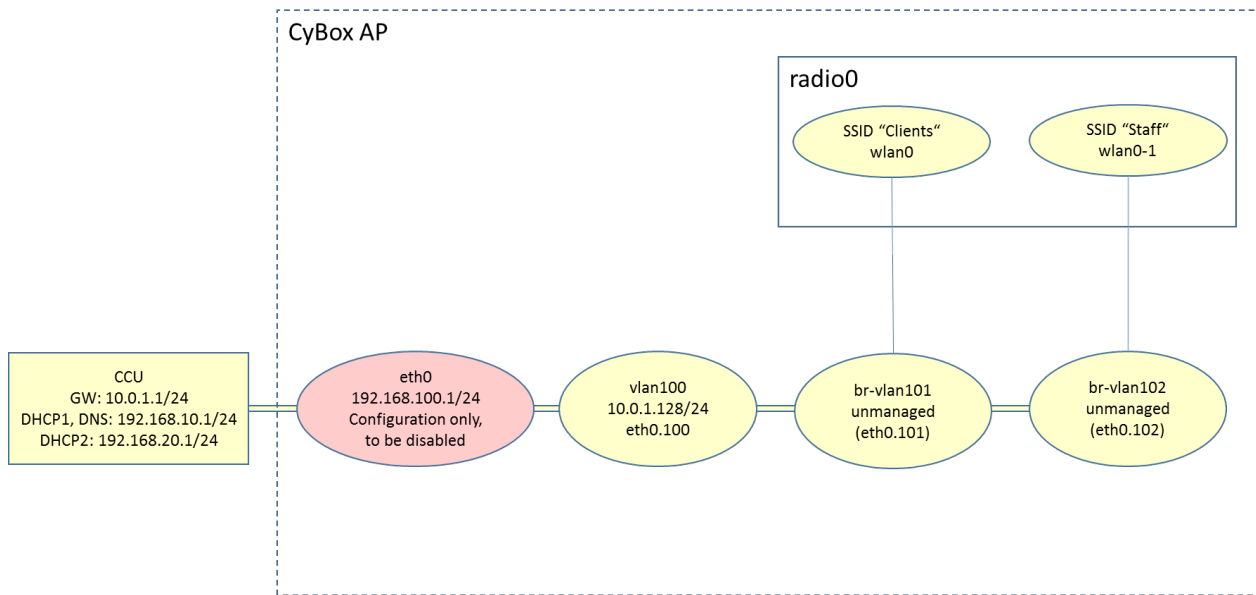 CyBox AP
radio0
SSID “Clients“
wlan0
SSID “Staff“
wlan0-1
CCU
GW: 10.0.1.1/24
DHCP1, DNS: 192.168.10.1/24
DHCP2: 192.168.20.1/24
eth0
192.168.100.1/24
Configuration only,
to be disabled
vlan100
10.0.1.128/24
eth0.100
br-vlan101
unmanaged
(eth0.101)
br-vlan102
unmanaged
(eth0.102)